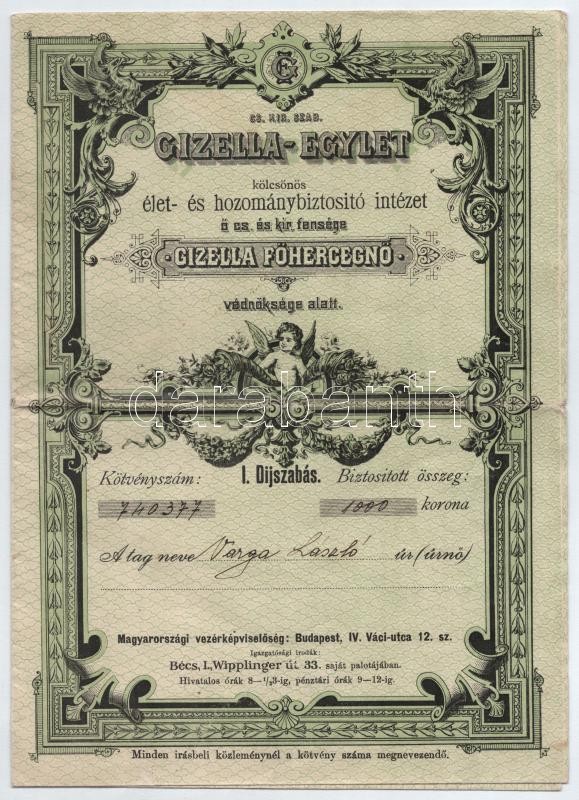 CS. KIR. SZAB.
GIZELLA-EGYLET
kölcsönös
élet- és hozománybiztositó intézet
ő cs. és kir. fensége
GIZELLA FŐHERCEGNŐ
védnöksége alatt.
darabanth
Kötvényszám: I. Dijszabás. Biztositott összeg:
740377 1000 korona
A tag neve Varga László úr (úrnő)
Magyarországi vezérképviselőség: Budapest, IV. Váci-utca 12. sz.
Igazgatósági irodák:
Bécs, I., Wipplinger út 33. saját palotájában.
Hivatalos órák 8—1/23-ig, pénztári órák 9—12-ig.
Minden irásbeli közleménynél a kötvény száma megnevezendő.